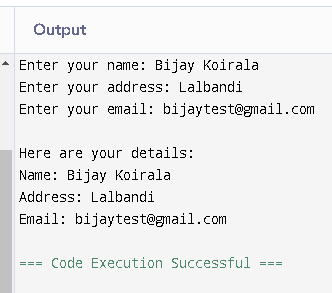 Output
Enter your name: Bijay Koirala
Enter your address: Lalbandi
Enter your email: bijaytest@gmail.com
Here are your details:
Name: Bijay Koirala
Address: Lalbandi
Email: bijaytest@gmail.com
=== Code Execution Successful ===